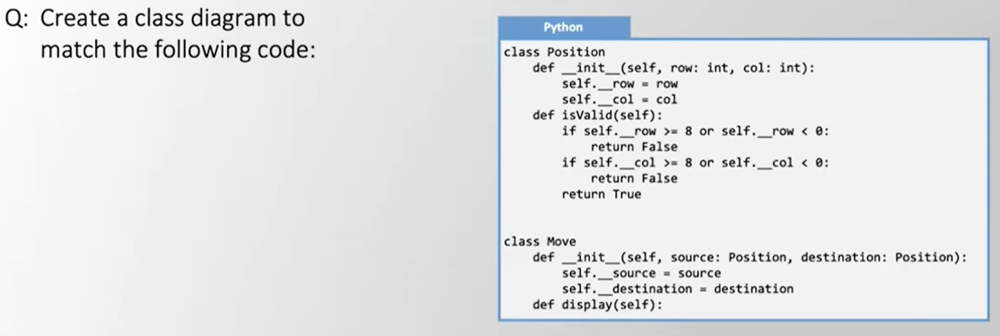 Q: Create a class diagram to
match the following code:
Python
class Position
    def __init__(self, row: int, col: int):
        self.__row = row
        self.__col = col
    def isValid(self):
        if self.__row >= 8 or self.__row < 0:
            return False
        if self.__col >= 8 or self.__col < 0:
            return False
        return True
class Move
    def __init__(self, source: Position, destination: Position):
        self.__source = source
        self.__destination = destination
    def display(self):